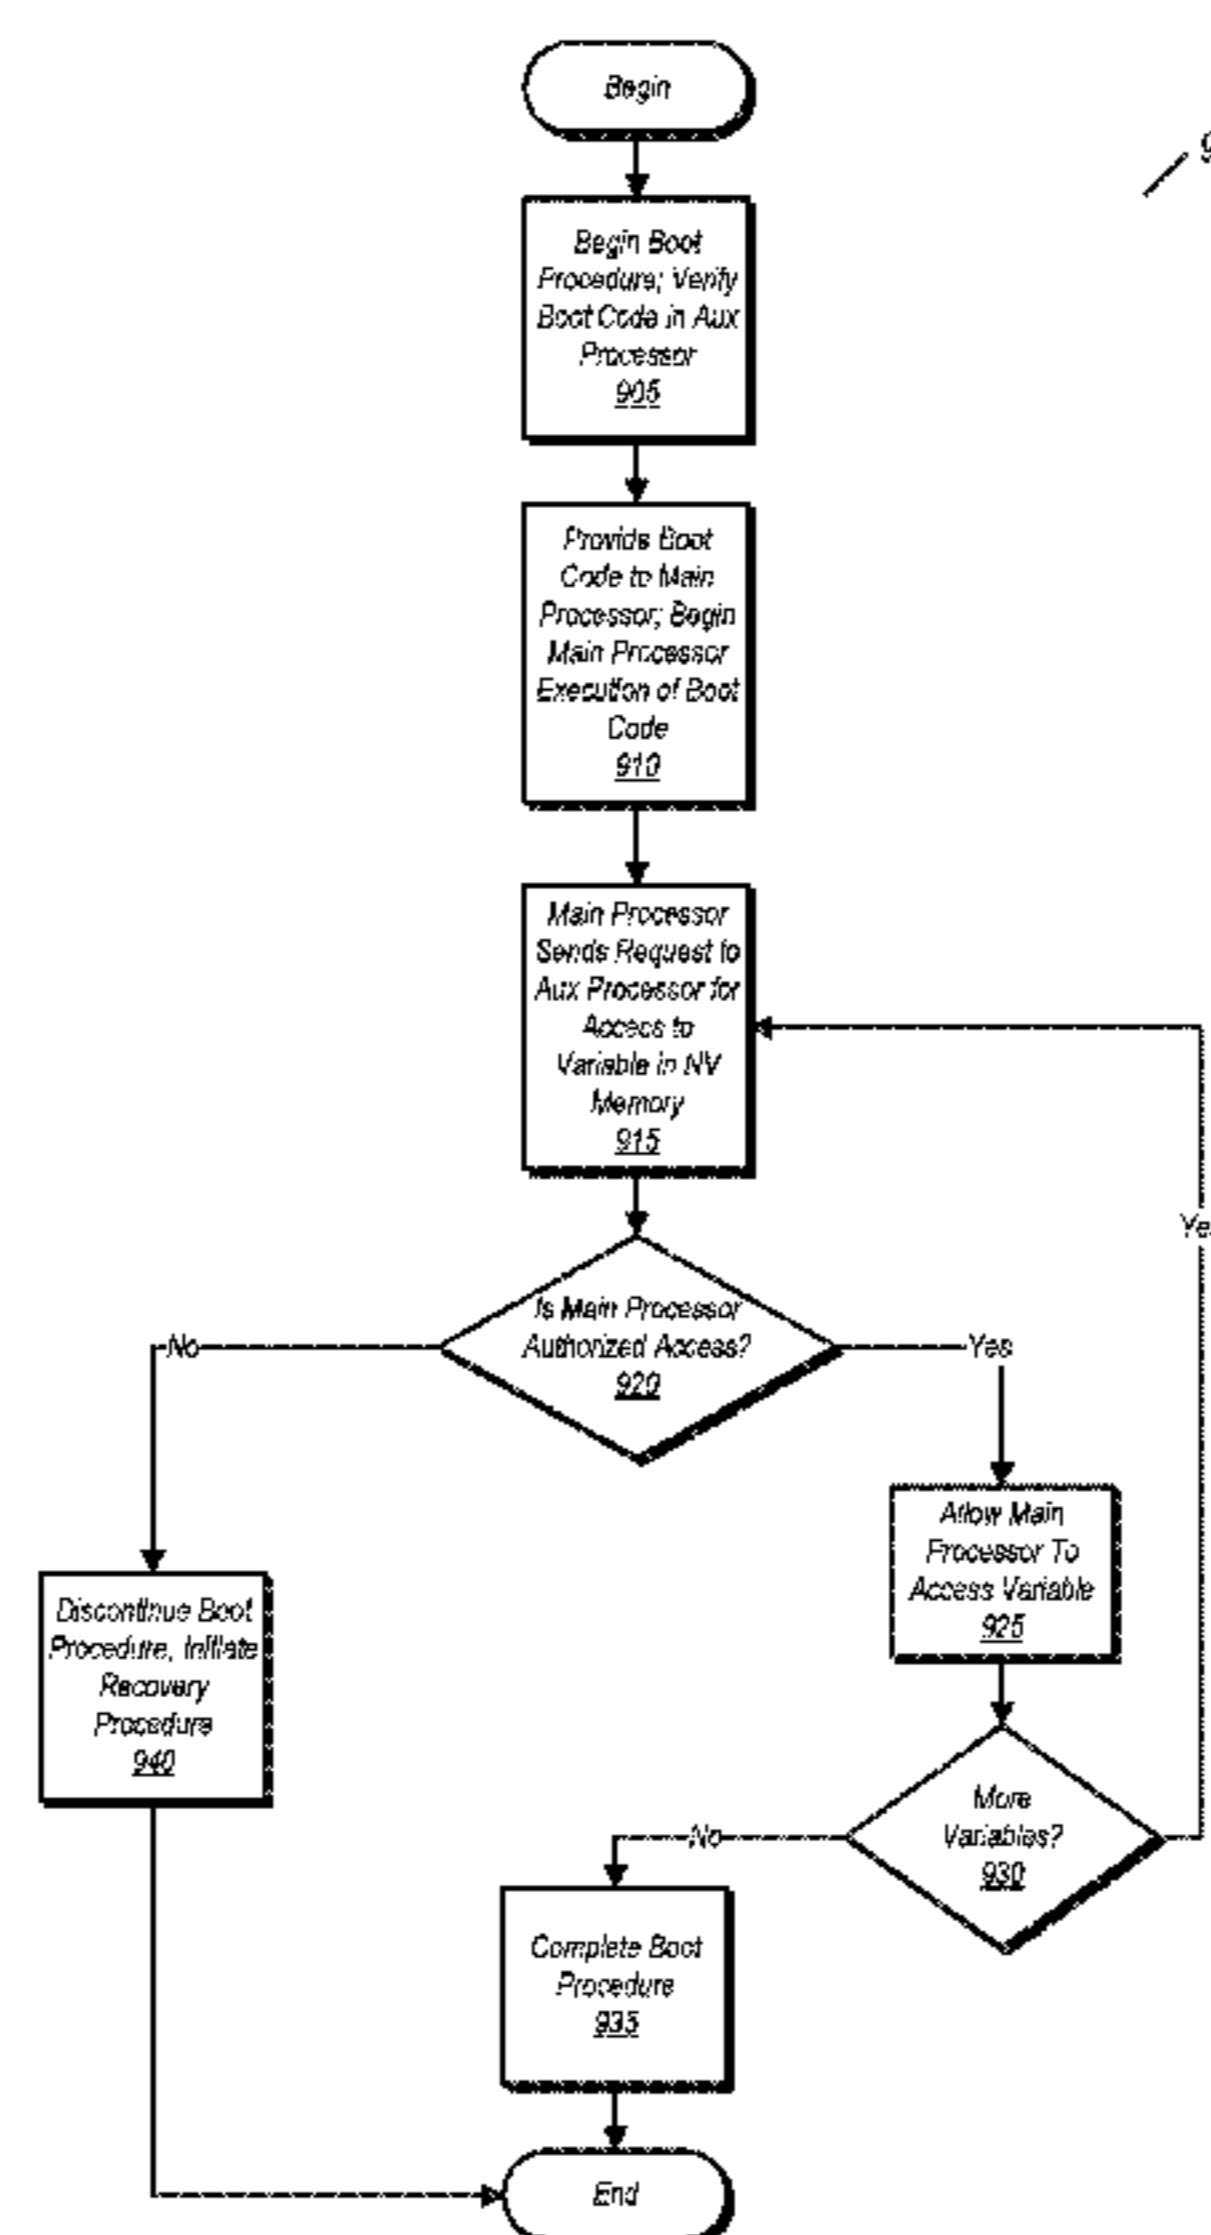 Begin
Begin Boot
Procedure; Verify
Boot Code in Aux
Processor
905
Provide Boot
Code to Main
Processor; Begin
Main Processor
Execution of Boot
Code
910
Main Processor
Sends Request to
Aux Processor for
Access to
Variable in NV
Memory
915
Is Main Processor
Authorized Access?
920
No
Yes
Allow Main
Processor To
Access Variable
925
Discontinue Boot
Procedure, Initiate
Recovery
Procedure
940
More
Variables?
930
No
Complete Boot
Procedure
935
End